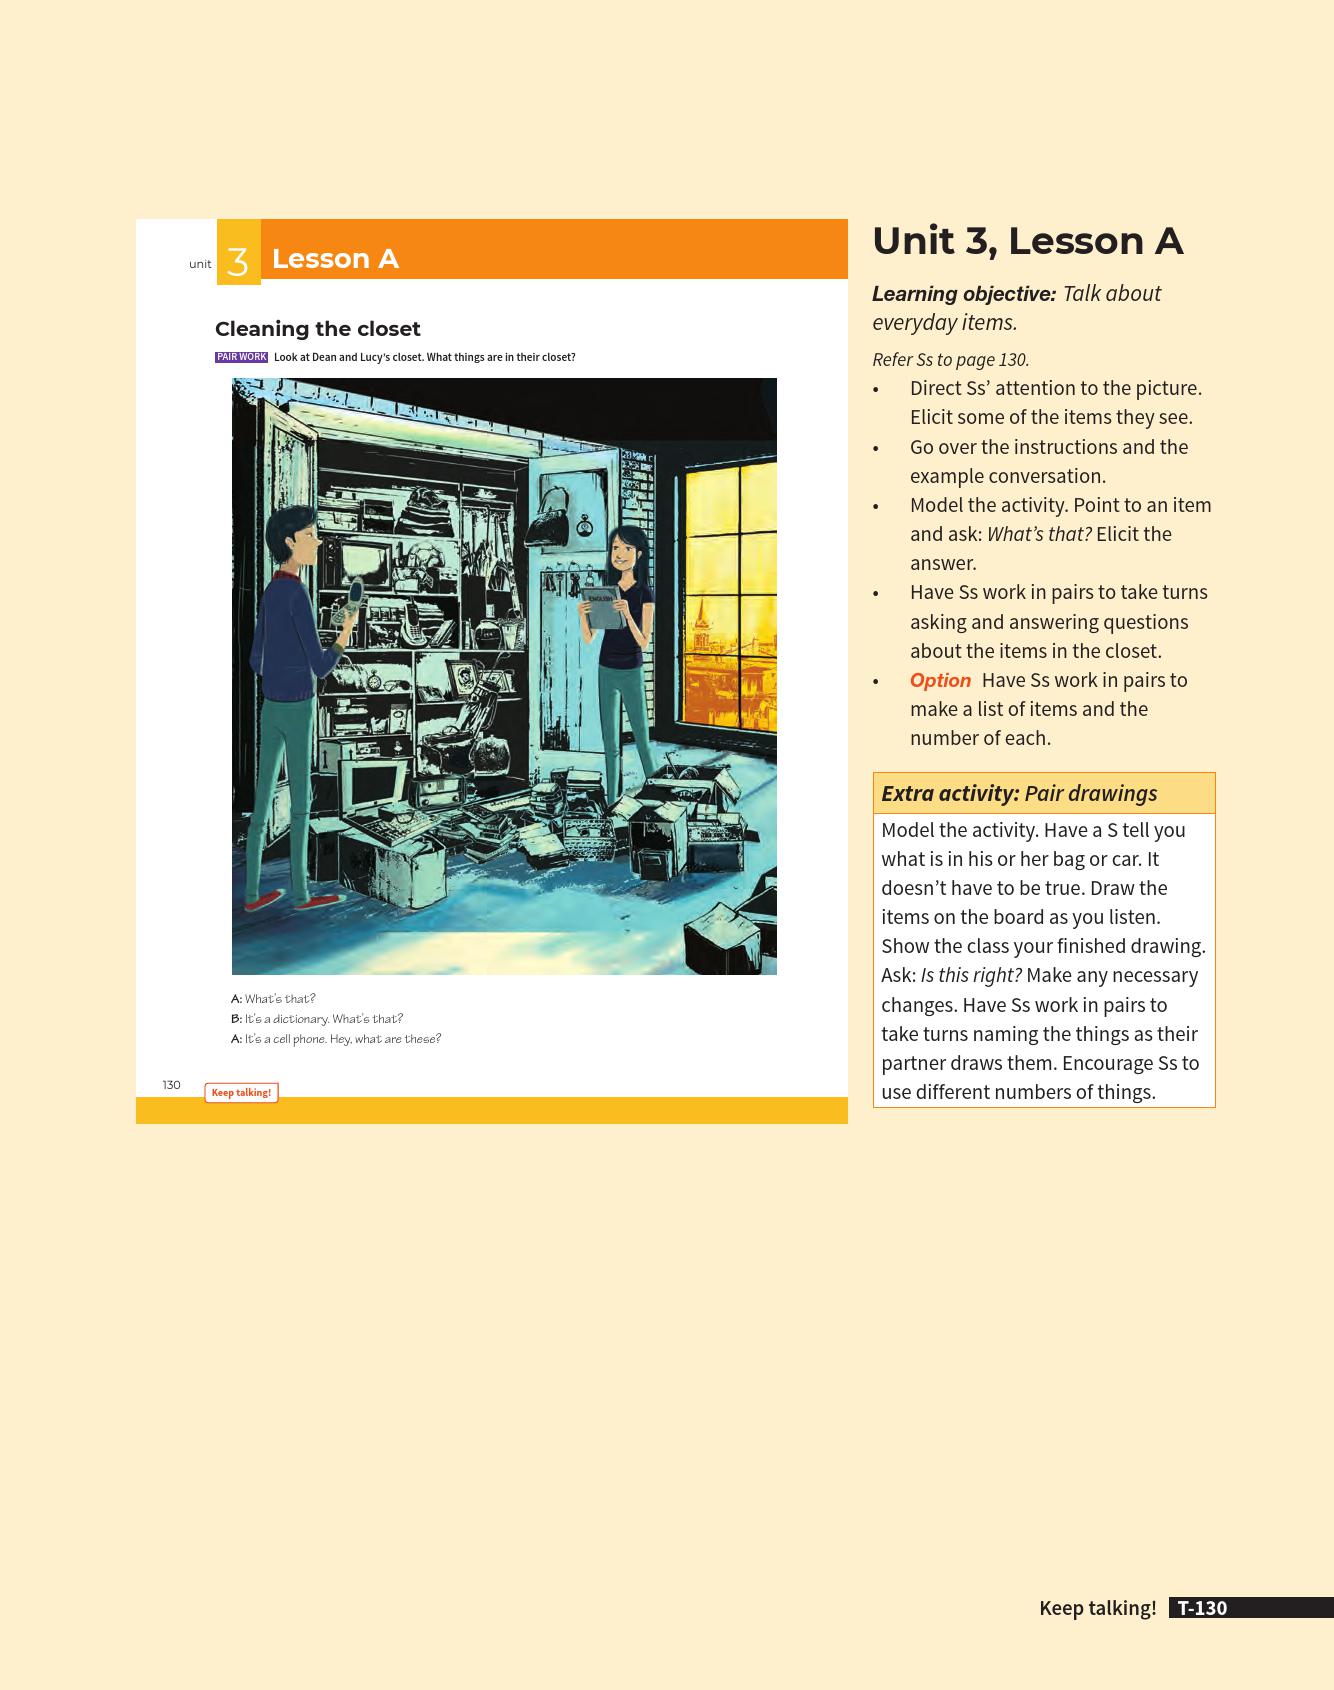 unit 3 Lesson A
Cleaning the closet
PAIR WORK Look at Dean and Lucy's closet. What things are in their closet?
ENGLISH
A: What's that?
B: It's a dictionary. What's that?
A: It's a cell phone. Hey, what are these?
130 Keep talking!
Unit 3, Lesson A
Learning objective: Talk about
everyday items.
Refer Ss to page 130.
• Direct Ss’ attention to the picture.
Elicit some of the items they see.
• Go over the instructions and the
example conversation.
• Model the activity. Point to an item
and ask: What’s that? Elicit the
answer.
• Have Ss work in pairs to take turns
asking and answering questions
about the items in the closet.
• Option Have Ss work in pairs to
make a list of items and the
number of each.
Extra activity: Pair drawings
Model the activity. Have a S tell you
what is in his or her bag or car. It
doesn’t have to be true. Draw the
items on the board as you listen.
Show the class your finished drawing.
Ask: Is this right? Make any necessary
changes. Have Ss work in pairs to
take turns naming the things as their
partner draws them. Encourage Ss to
use different numbers of things.
Keep talking! T-130